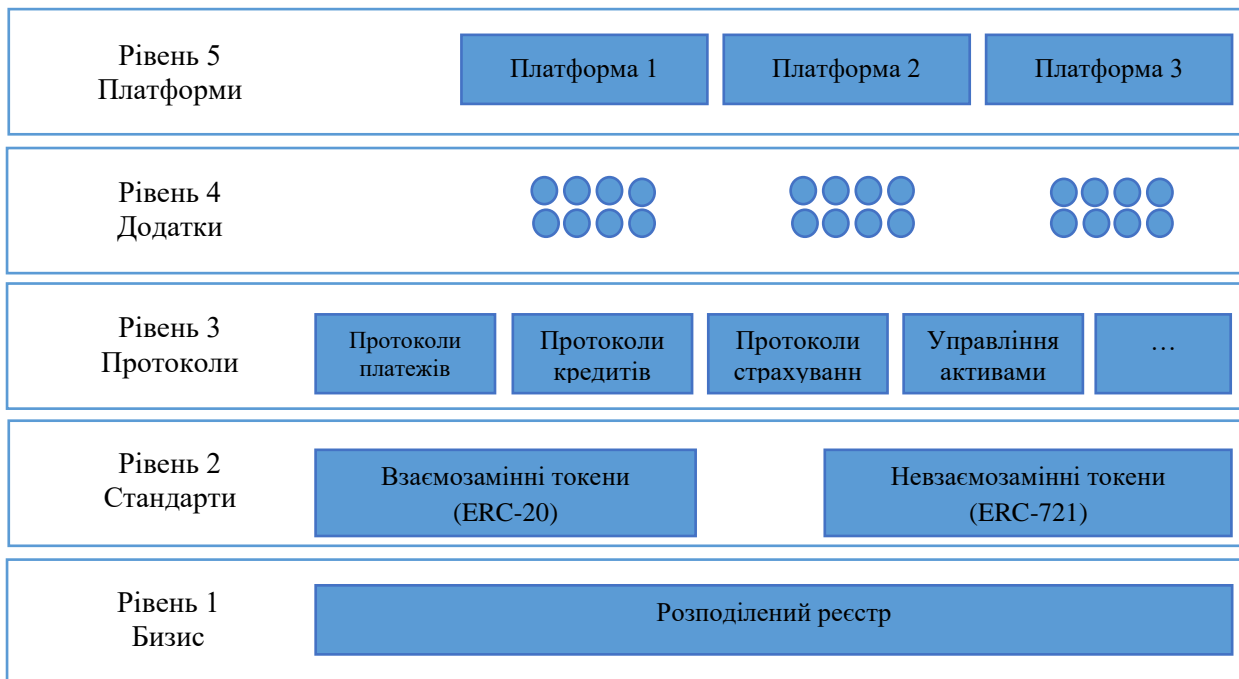 Рівень 5
Платформи
Платформа 1
Платформа 2
Платформа 3
Рівень 4
Додатки
Рівень 3
Протоколи
Протоколи
платежів
Протоколи
кредитів
Протоколи
страхуванн
Управління
активами
…
Рівень 2
Стандарти
Взаємозамінні токени
(ERC-20)
Невзаємозамінні токени
(ERC-721)
Рівень 1
Бизис
Розподілений реєстр